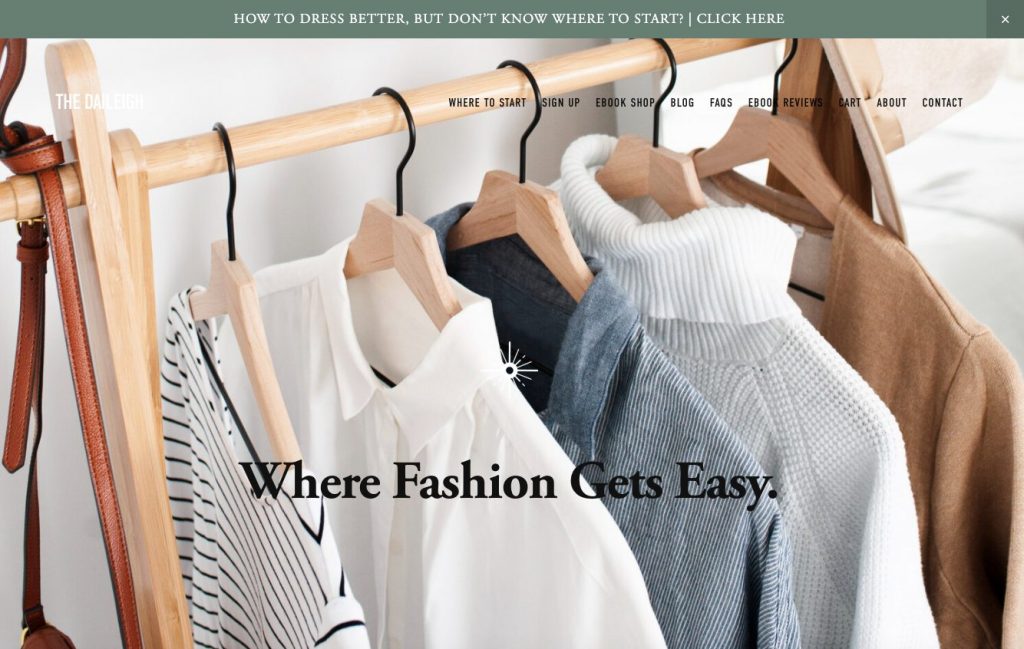 HOW TO DRESS BETTER, BUT DON'T KNOW WHERE TO START? | CLICK HERE
×
THE DAILEIGH
WHERE TO START SIGN UP EBOOK SHOP BLOG FAQS EBOOK REVIEWS CART ABOUT CONTACT
Where Fashion Gets Easy.